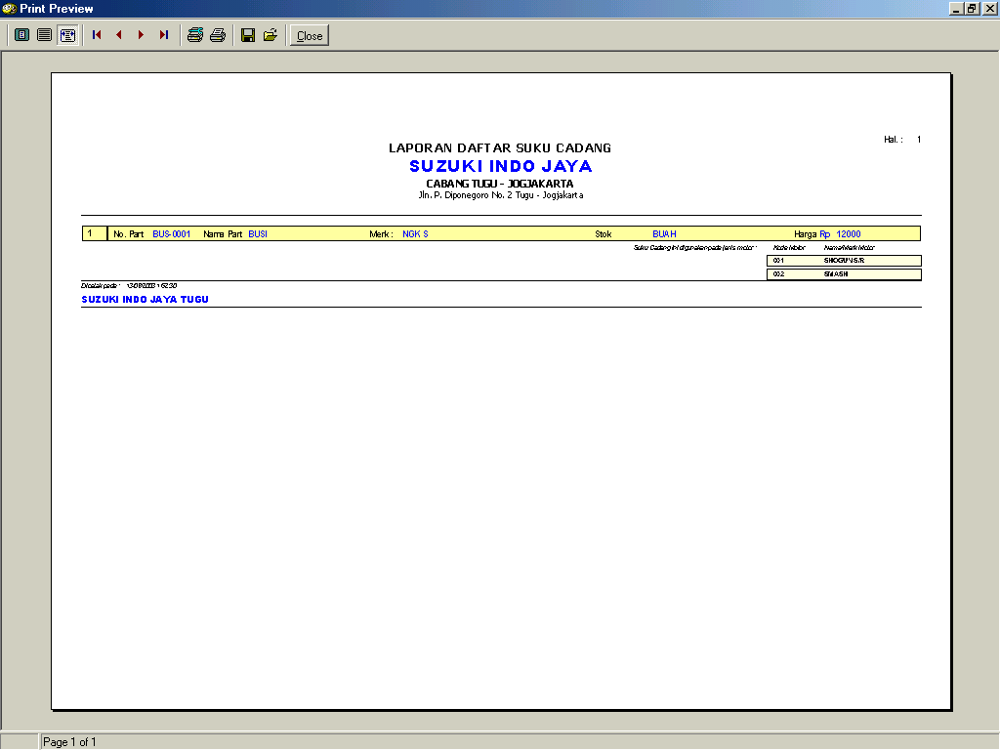 Print Preview
Close
Hal. : 1
LAPORAN DAFTAR SUKU CADANG
SUZUKI INDO JAYA
CABANG TUGU - JOGJAKARTA
Jln. P. Diponegoro No. 2 Tugu - Jogjakarta
1 No. Part BUS-0001 Nama Part BUSI Merk : NGK S Stok BUAH Harga Rp 12000
Suku Cadang ini digunakan pada jenis motor : Kode Motor Nama/Merk Motor
001 SHOGUN S/R
002 SMASH
Dicetak pada :
SUZUKI INDO JAYA TUGU
Page 1 of 1